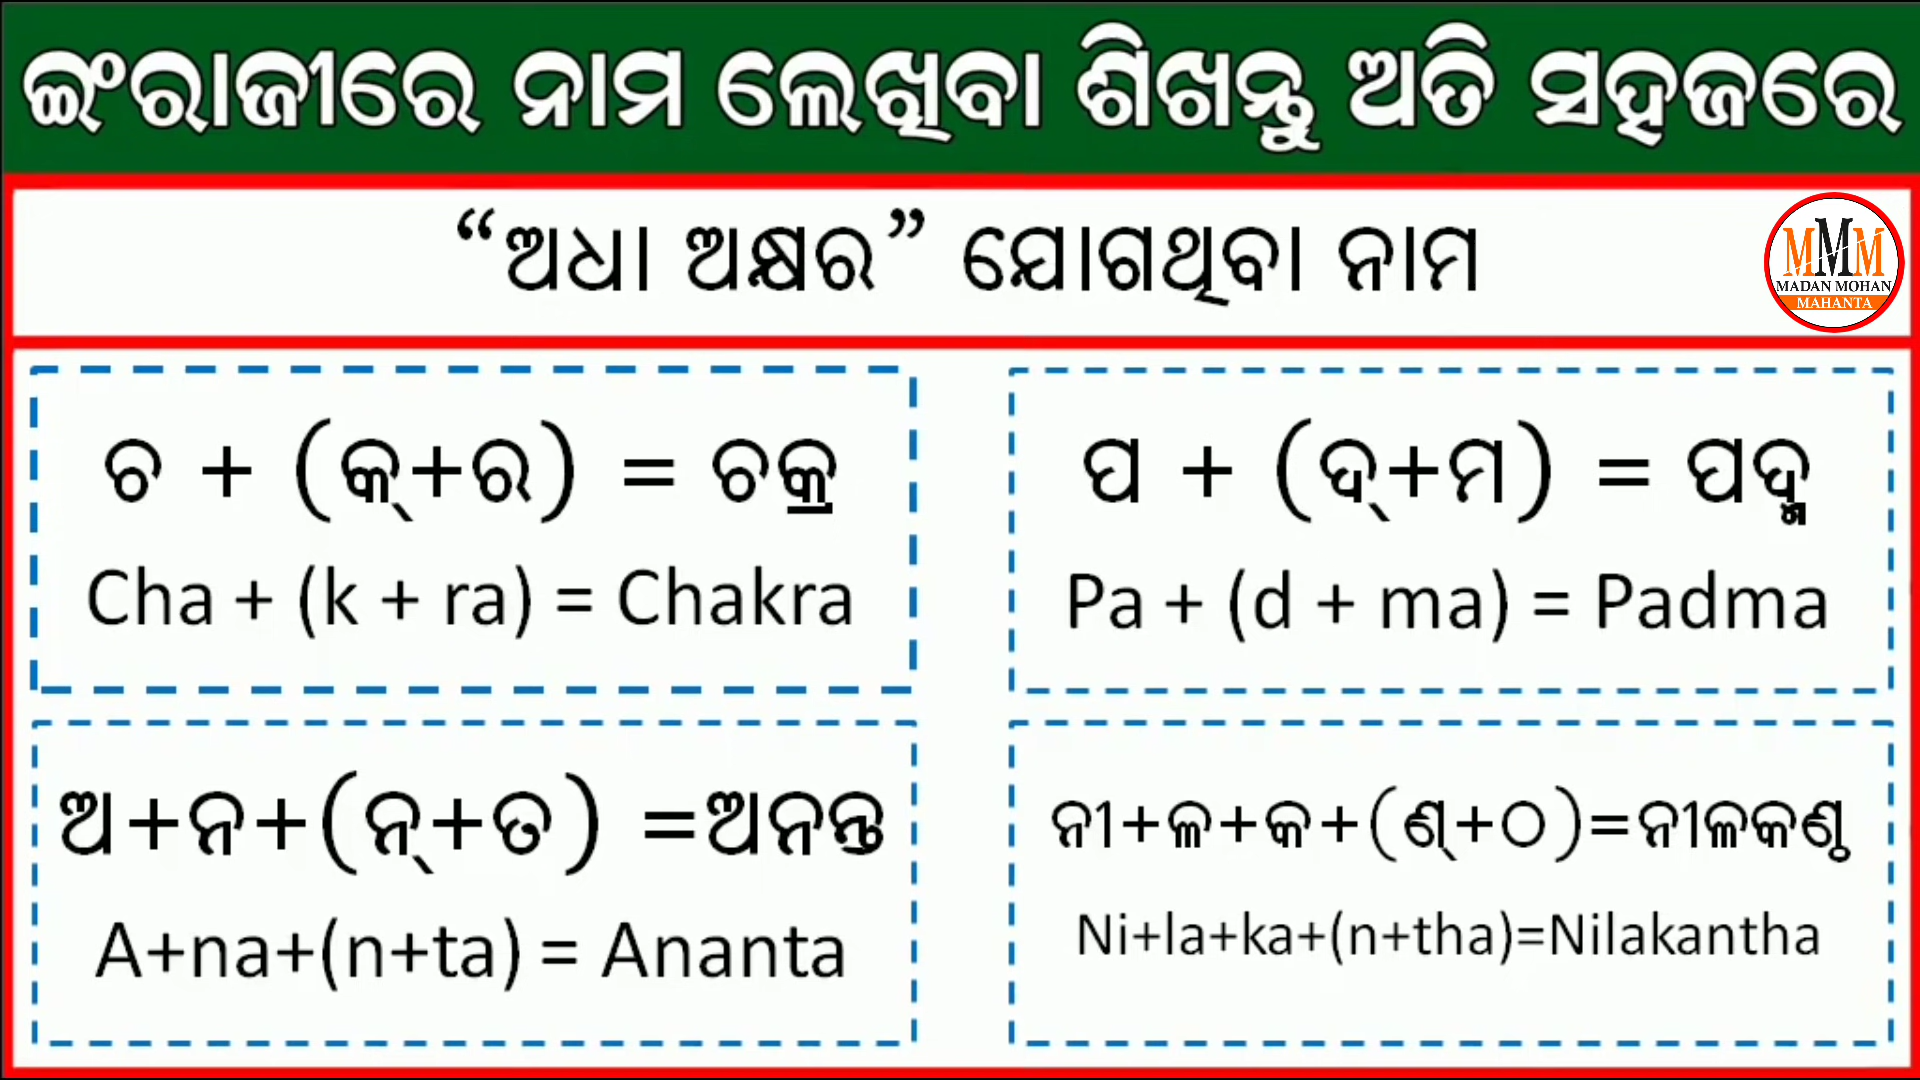 ଇଂରାଜୀରେ ନାମ ଲେଖିବା ଶିଖନ୍ତୁ ଅତି ସହଜରେ
“ଅଧା ଅକ୍ଷର” ଯୋଗଥିବା ନାମ
MMM
MADAN MOHAN
MAHANTA
ଚ + (କ୍+ର) = ଚକ୍ର
Cha + (k + ra) = Chakra
ପ + (ଦ୍+ମ) = ପଦ୍ମ
Pa + (d + ma) = Padma
ଅ+ନ+(ନ୍+ତ) =ଅନନ୍ତ
A+na+(n+ta) = Ananta
ନୀ+ଳ+କ+(ଣ୍+ଠ)=ନୀଳକଣ୍ଠ
Ni+la+ka+(n+tha)=Nilakantha